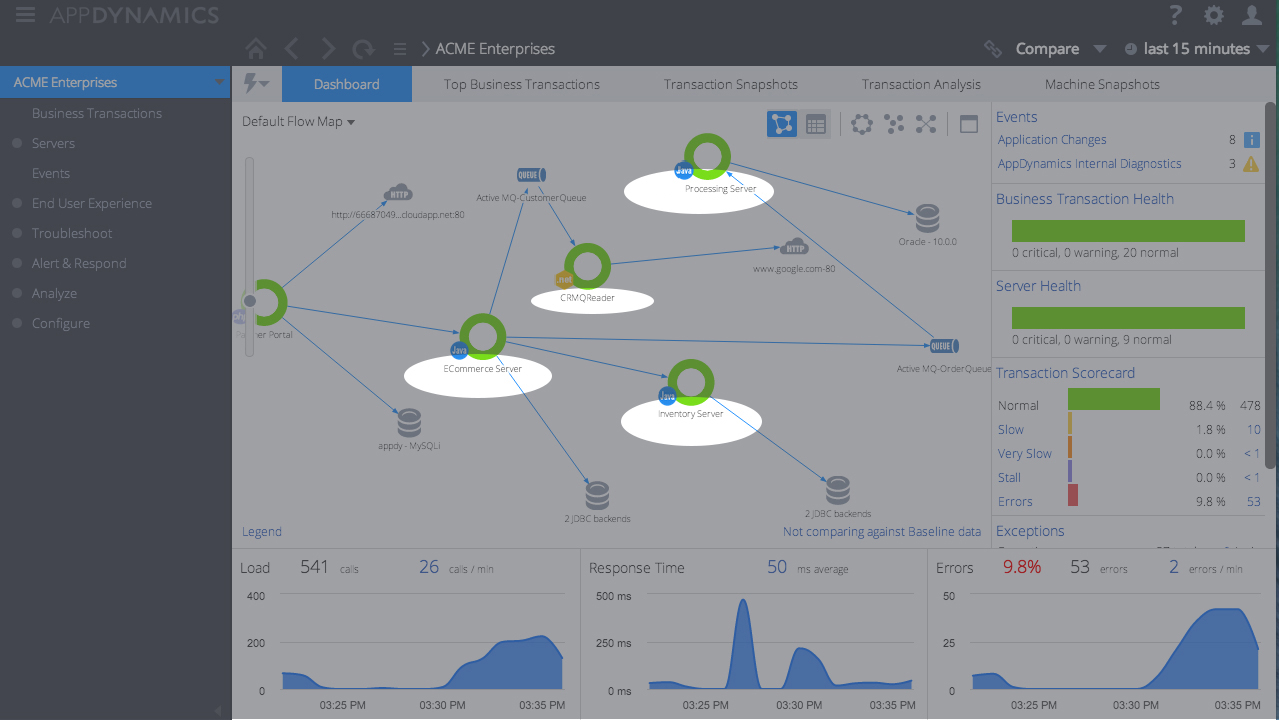 APPDYNAMICS
?
ACME Enterprises
Compare
last 15 minutes
ACME Enterprises
Business Transactions
Servers
Events
End User Experience
Troubleshoot
Alert & Respond
Analyze
Configure
Dashboard
Top Business Transactions
Transaction Snapshots
Transaction Analysis
Machine Snapshots
Default Flow Map
HTTP
http://66687049...cloudapp.net:80
QUEUE
Active MQ-CustomerQueue
Java
Processing Server
Oracle - 10.0.0
.net
CRMQReader
HTTP
www.google.com-80
php
Portal
Java
ECommerce Server
QUEUE
Active MQ-OrderQueue
Java
Inventory Server
appdy - MySQLi
2 JDBC backends
2 JDBC backends
Legend
Not comparing against Baseline data
Events
Application Changes 8 i
AppDynamics Internal Diagnostics 3
Business Transaction Health
0 critical, 0 warning, 20 normal
Server Health
0 critical, 0 warning, 9 normal
Transaction Scorecard
Normal 88.4 % 478
Slow 1.8 % 10
Very Slow 0.0 % < 1
Stall 0.0 % < 1
Errors 9.8 % 53
Exceptions
Load 541 calls 26 calls / min
400
200
0
03:25 PM 03:30 PM 03:35 PM
Response Time 50 ms average
500 ms
250 ms
0 ms
03:25 PM 03:30 PM 03:35 PM
Errors 9.8% 53 errors 2 errors / min
50
25
0
03:25 PM 03:30 PM 03:35 PM